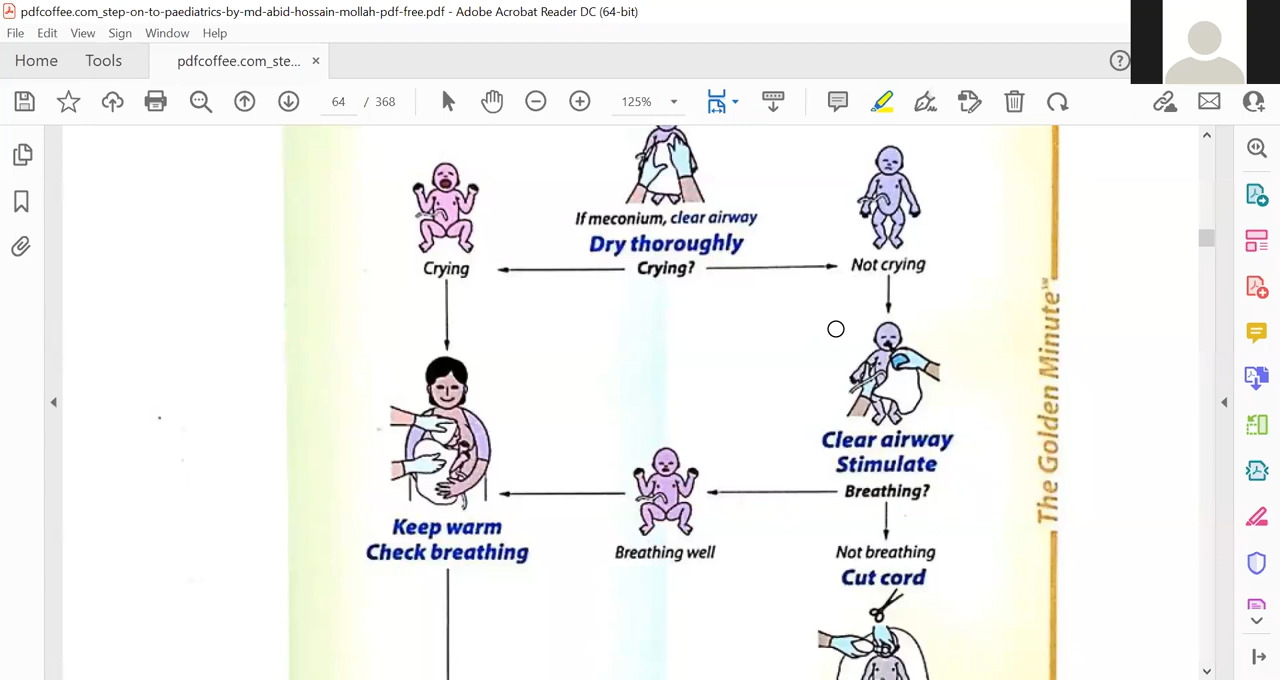 pdfcoffee.com_step-on-to-paediatrics-by-md-abid-hossain-mollah-pdf-free.pdf - Adobe Acrobat Reader DC (64-bit)
File Edit View Sign Window Help
Home Tools pdfcoffee.com_ste... ×
64 / 368 125%
If meconium, clear airway
Dry thoroughly
Crying Crying? Not crying
The Golden Minute℠
Clear airway
Stimulate
Breathing?
Keep warm
Check breathing
Breathing well
Not breathing
Cut cord